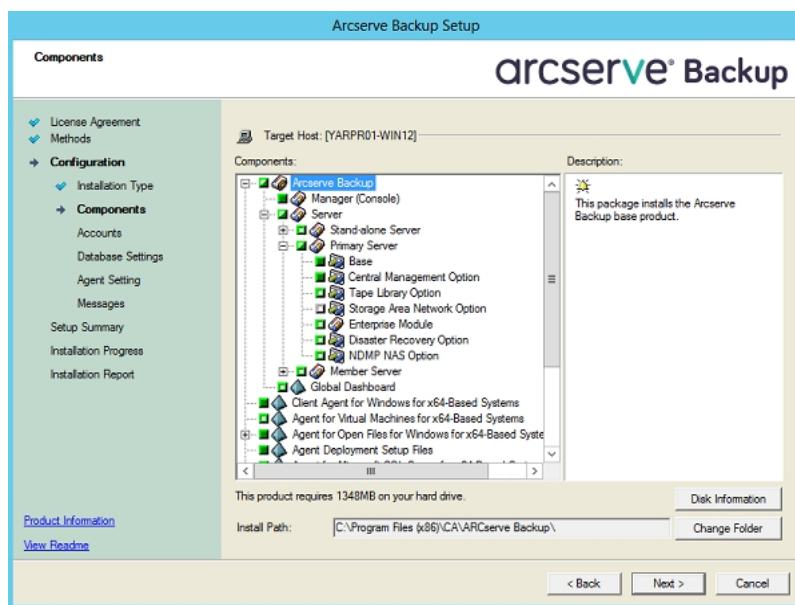 Arcserve Backup Setup
Components
arcserve® Backup
License Agreement
Methods
Configuration
Installation Type
Components
Accounts
Database Settings
Agent Setting
Messages
Setup Summary
Installation Progress
Installation Report
Product Information
View Readme
Target Host: [YARPR01-WIN12]
Components:
Arcserve Backup
Manager (Console)
Server
Stand-alone Server
Primary Server
Base
Central Management Option
Tape Library Option
Storage Area Network Option
Enterprise Module
Disaster Recovery Option
NDMP NAS Option
Member Server
Global Dashboard
Client Agent for Windows for x64-Based Systems
Agent for Virtual Machines for x64-Based Systems
Agent for Open Files for Windows for x64-Based Syste
Agent Deployment Setup Files
Description:
This package installs the Arcserve
Backup base product.
This product requires 1348MB on your hard drive.
Disk Information
Install Path:
C:\Program Files (x86)\CA\ARCserve Backup\
Change Folder
< Back
Next >
Cancel